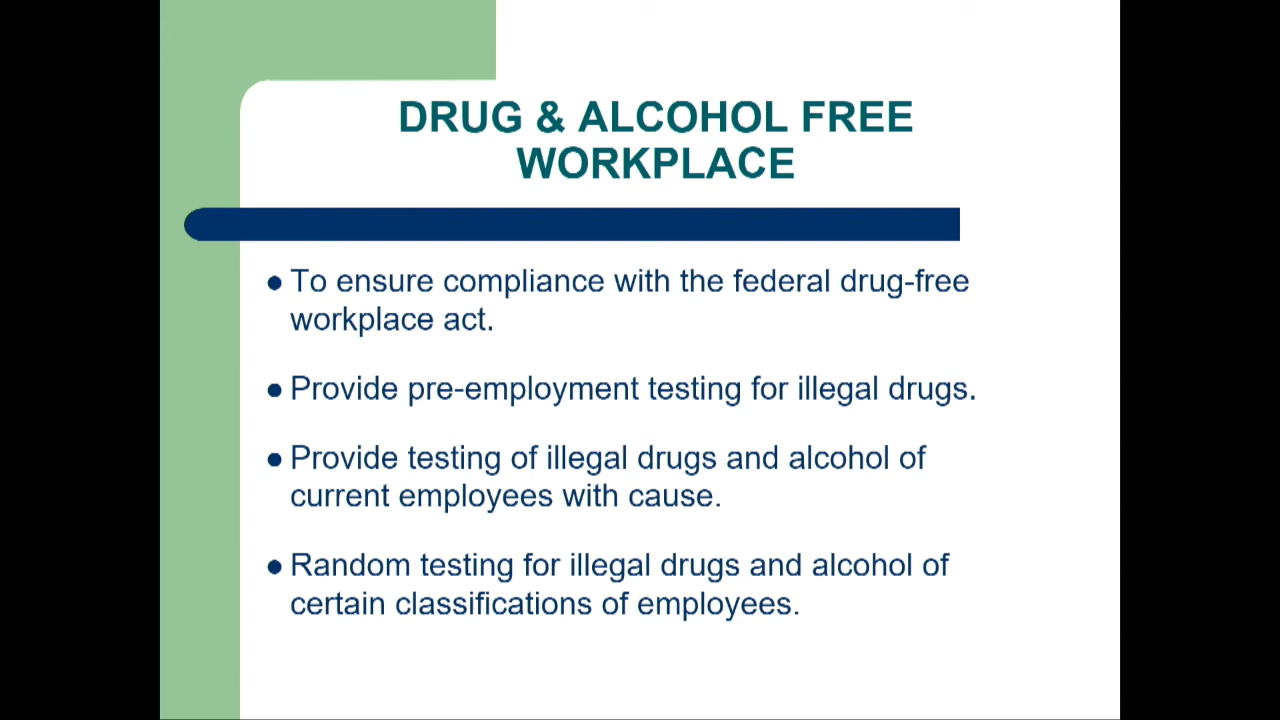 DRUG & ALCOHOL FREE
WORKPLACE
● To ensure compliance with the federal drug-free
workplace act.
● Provide pre-employment testing for illegal drugs.
● Provide testing of illegal drugs and alcohol of
current employees with cause.
● Random testing for illegal drugs and alcohol of
certain classifications of employees.